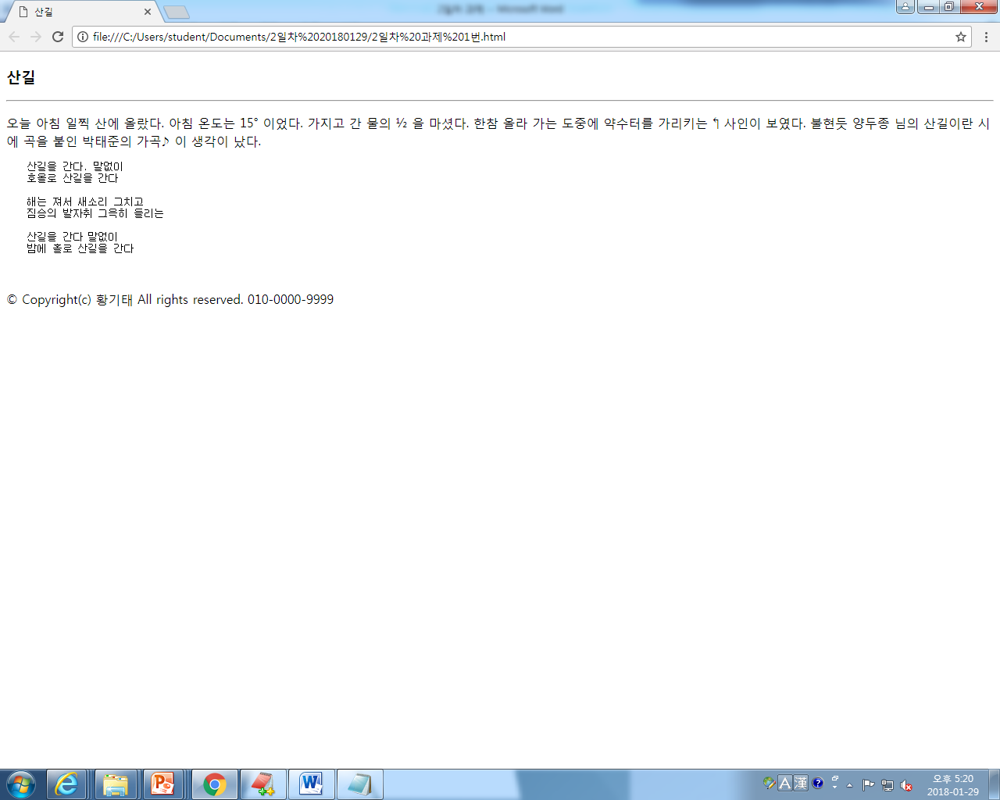 산길
file:///C:/Users/student/Documents/2일차%2020180129/2일차%20과제%201번.html
산길
오늘 아침 일찍 산에 올랐다. 아침 온도는 15° 이었다. 가지고 간 물의 ½ 을 마셨다. 한참 올라 가는 도중에 약수터를 가리키는 ↰ 사인이 보였다. 불현듯 양두종 님의 산길이란 시
에 곡을 붙인 박태준의 가곡♪ 이 생각이 났다.
산길을 간다. 말없이
호올로 산길을 간다
해는 져서 새소리 그치고
짐승의 발자취 그윽히 들리는
산길을 간다 말없이
밤에 홀로 산길을 간다
© Copyright(c) 황기태 All rights reserved. 010-0000-9999
A 漢
오후 5:20
2018-01-29